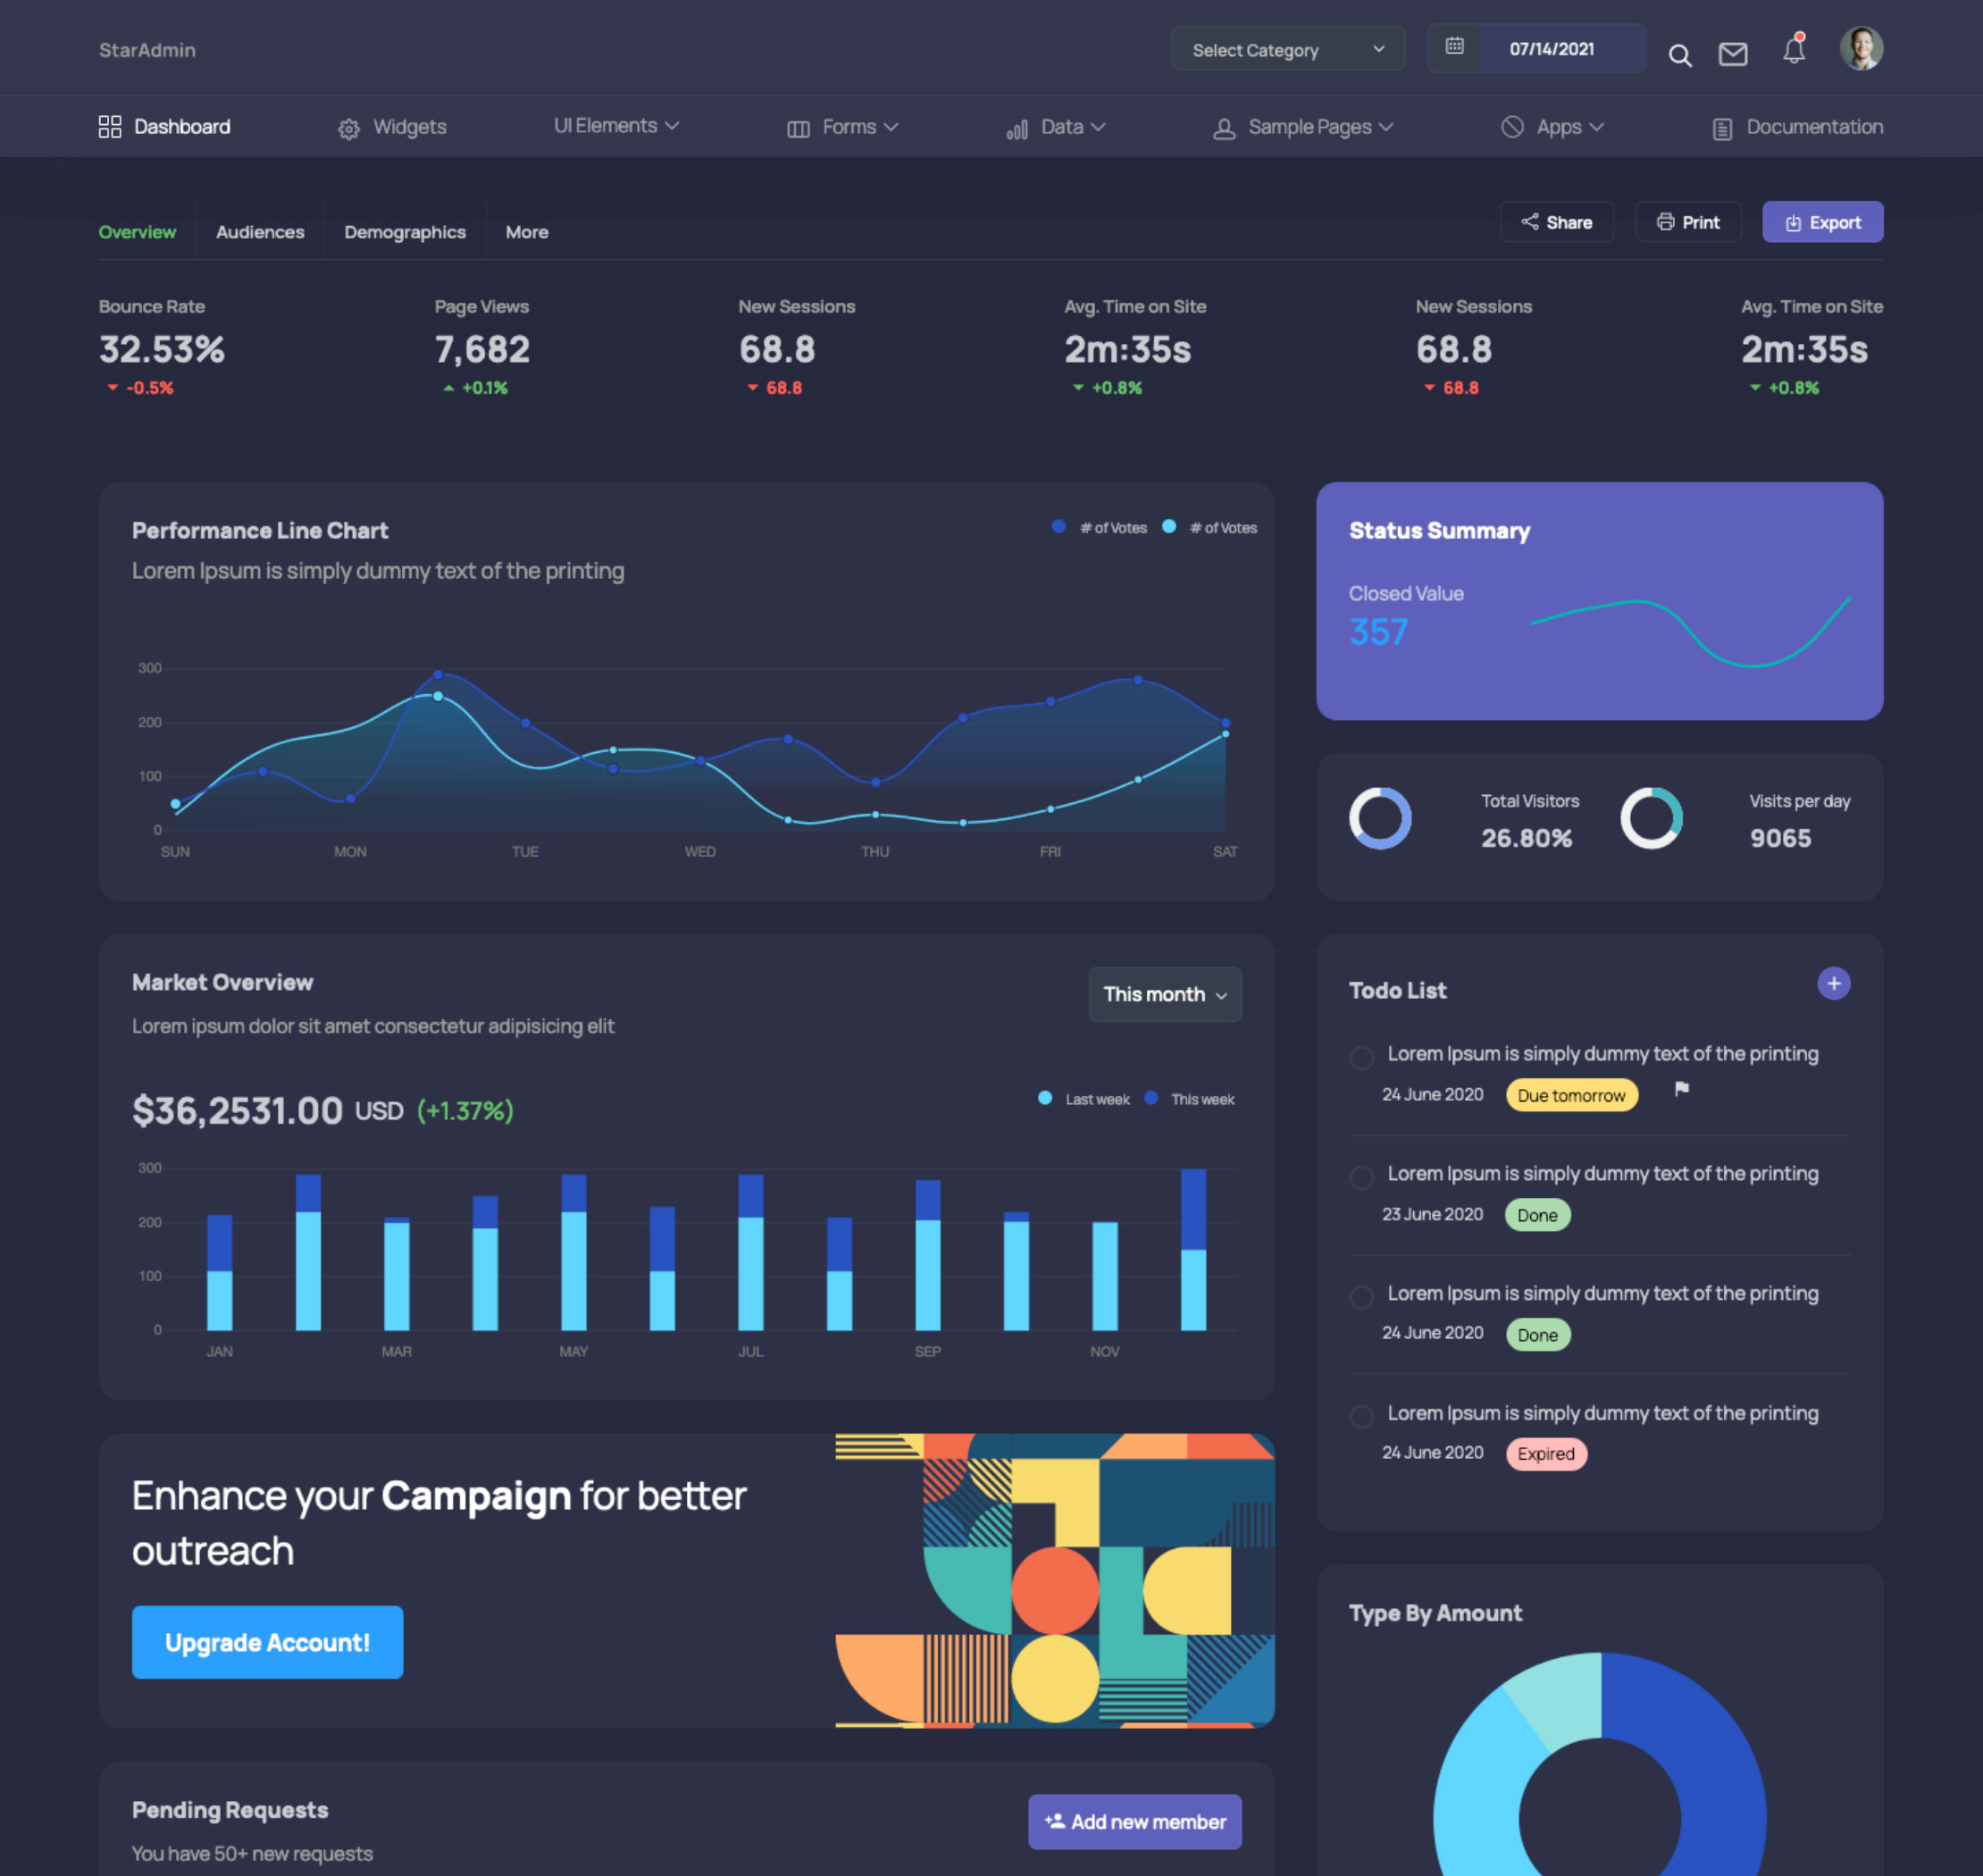 StarAdmin
Select Category
07/14/2021
Dashboard
Widgets
UI Elements
Forms
Data
Sample Pages
Apps
Documentation
Overview
Audiences
Demographics
More
Share
Print
Export
Bounce Rate
32.53%
-0.5%
Page Views
7,682
+0.1%
New Sessions
68.8
68.8
Avg. Time on Site
2m:35s
+0.8%
New Sessions
68.8
68.8
Avg. Time on Site
2m:35s
+0.8%
Performance Line Chart
Lorem Ipsum is simply dummy text of the printing
# of Votes
# of Votes
300
200
100
0
SUN
MON
TUE
WED
THU
FRI
SAT
Status Summary
Closed Value
357
Total Visitors
26.80%
Visits per day
9065
Market Overview
Lorem ipsum dolor sit amet consectetur adipisicing elit
This month
$36,2531.00 USD (+1.37%)
Last week
This week
300
200
100
0
JAN
MAR
MAY
JUL
SEP
NOV
Todo List
+
Lorem Ipsum is simply dummy text of the printing
24 June 2020
Due tomorrow
Lorem Ipsum is simply dummy text of the printing
23 June 2020
Done
Lorem Ipsum is simply dummy text of the printing
24 June 2020
Done
Lorem Ipsum is simply dummy text of the printing
24 June 2020
Expired
Enhance your Campaign for better
outreach
Upgrade Account!
Type By Amount
Pending Requests
You have 50+ new requests
Add new member